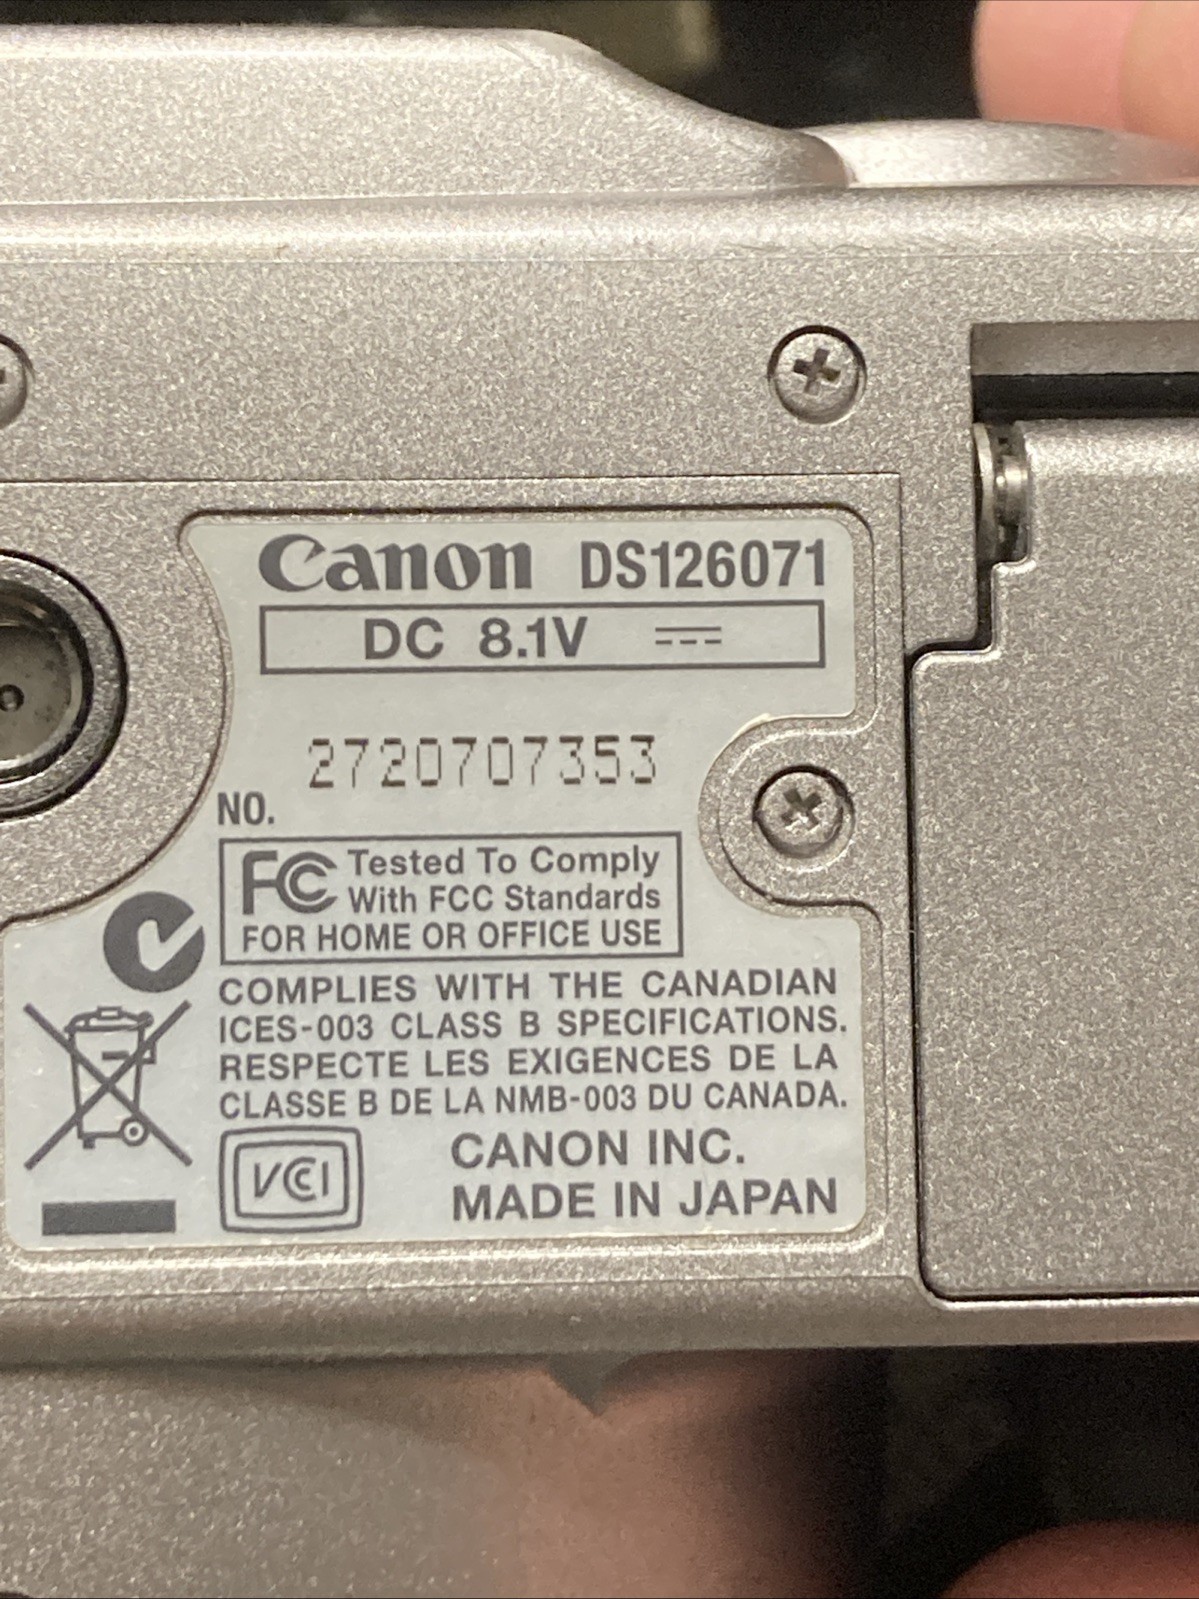 Canon DS126071
DC 8.1V
2720707353
NO.
FC Tested To Comply
With FCC Standards
FOR HOME OR OFFICE USE
COMPLIES WITH THE CANADIAN
ICES-003 CLASS B SPECIFICATIONS.
RESPECTE LES EXIGENCES DE LA
CLASSE B DE LA NMB-003 DU CANADA.
VCCI
CANON INC.
MADE IN JAPAN